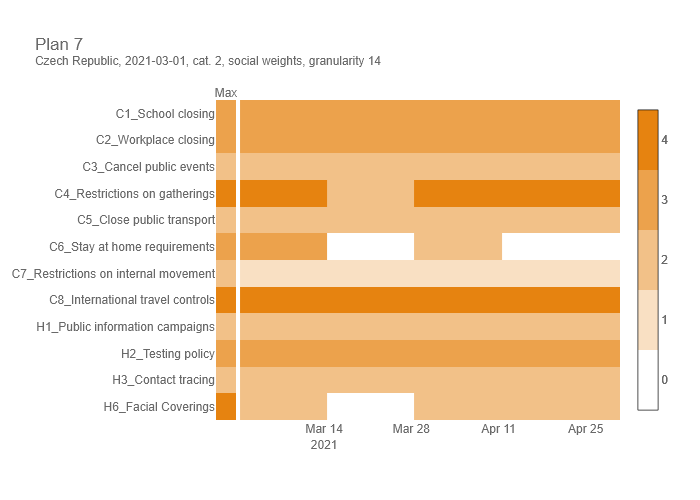 Plan 7
Czech Republic, 2021-03-01, cat. 2, social weights, granularity 14
Max
C1_School closing
C2_Workplace closing
C3_Cancel public events
C4_Restrictions on gatherings
C5_Close public transport
C6_Stay at home requirements
C7_Restrictions on internal movement
C8_International travel controls
H1_Public information campaigns
H2_Testing policy
H3_Contact tracing
H6_Facial Coverings
Mar 14 Mar 28 Apr 11 Apr 25
2021
4
3
2
1
0